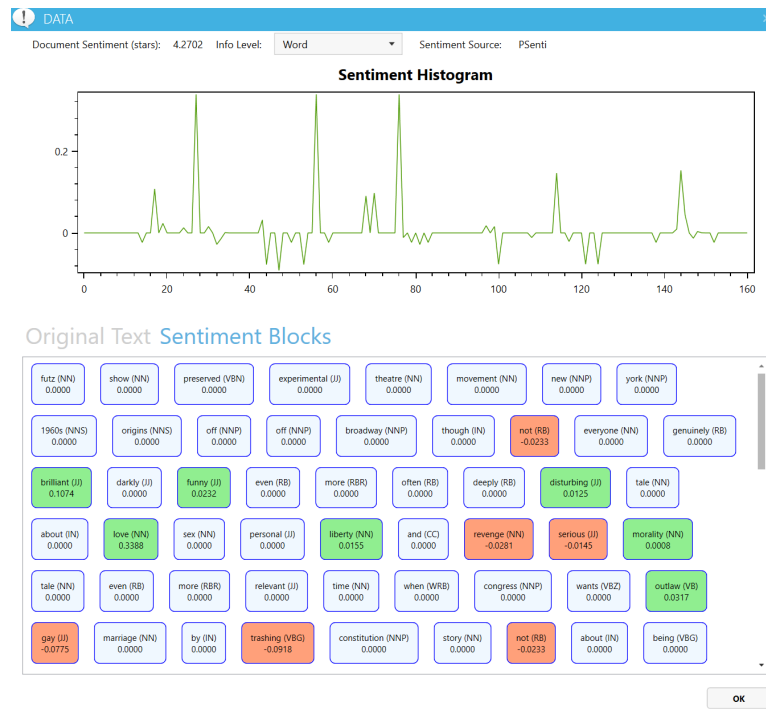 ! DATA
Document Sentiment (stars): 4.2702 Info Level: Word Sentiment Source: PSenti
Sentiment Histogram
0.2
0
0 20 40 60 80 100 120 140 160
Original Text Sentiment Blocks
futz (NN) show (NN) preserved (VBN) experimental (JJ) theatre (NN) movement (NN) new (NNP) york (NNP)
0.0000 0.0000 0.0000 0.0000 0.0000 0.0000 0.0000 0.0000
1960s (NNS) origins (NNS) off (NNP) off (NNP) broadway (NNP) though (IN) not (RB) everyone (NN) genuinely (RB)
0.0000 0.0000 0.0000 0.0000 0.0000 0.0000 -0.0233 0.0000 0.0000
brilliant (JJ) darkly (JJ) funny (JJ) even (RB) more (RBR) often (RB) deeply (RB) disturbing (JJ) tale (NN)
0.1074 0.0000 0.0232 0.0000 0.0000 0.0000 0.0000 0.0125 0.0000
about (IN) love (NN) sex (NN) personal (JJ) liberty (NN) and (CC) revenge (NN) serious (JJ) morality (NN)
0.0000 0.3388 0.0000 0.0000 0.0155 0.0000 -0.0281 -0.0145 0.0008
tale (NN) even (RB) more (RBR) relevant (JJ) time (NN) when (WRB) congress (NNP) wants (VBZ) outlaw (VB)
0.0000 0.0000 0.0000 0.0000 0.0000 0.0000 0.0000 0.0000 0.0317
gay (JJ) marriage (NN) by (IN) trashing (VBG) constitution (NNP) story (NN) not (RB) about (IN) being (VBG)
-0.0775 0.0000 0.0000 -0.0918 0.0000 0.0000 -0.0233 0.0000 0.0000
OK